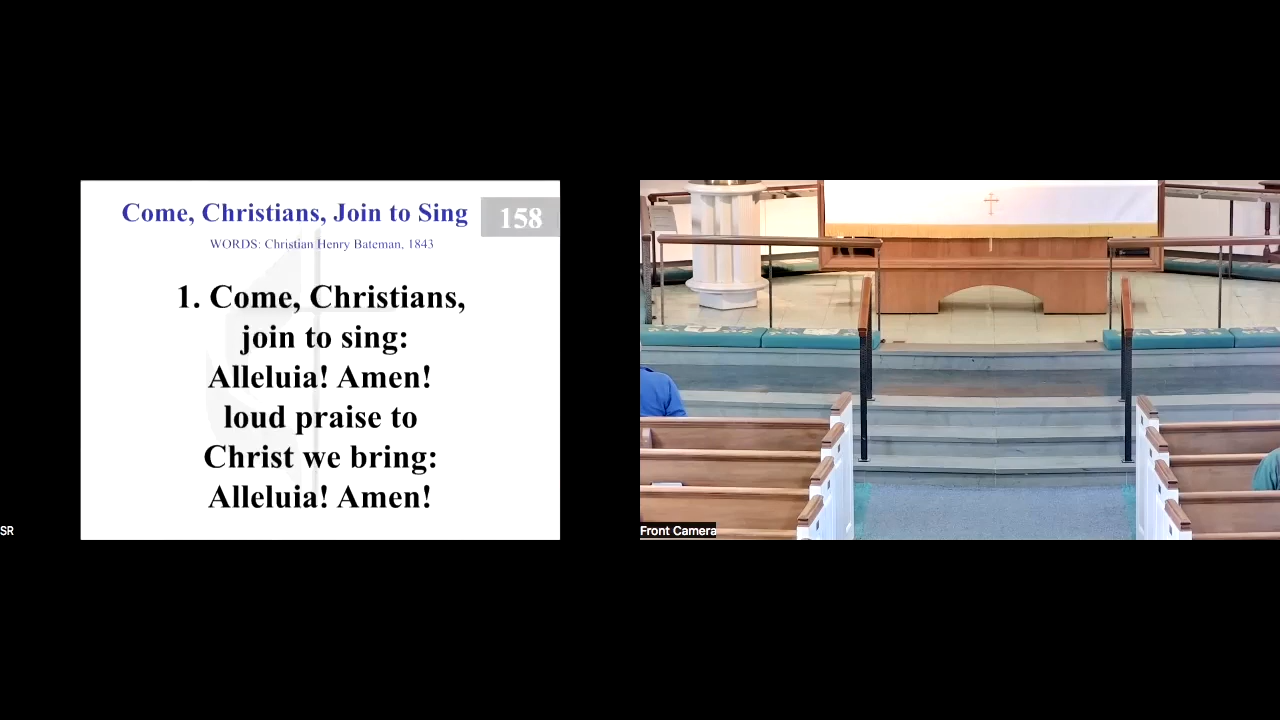 Come, Christians, Join to Sing
158
WORDS: Christian Henry Bateman, 1843
1. Come, Christians,
join to sing:
Alleluia! Amen!
loud praise to
Christ we bring:
Alleluia! Amen!
SR
Front Camera